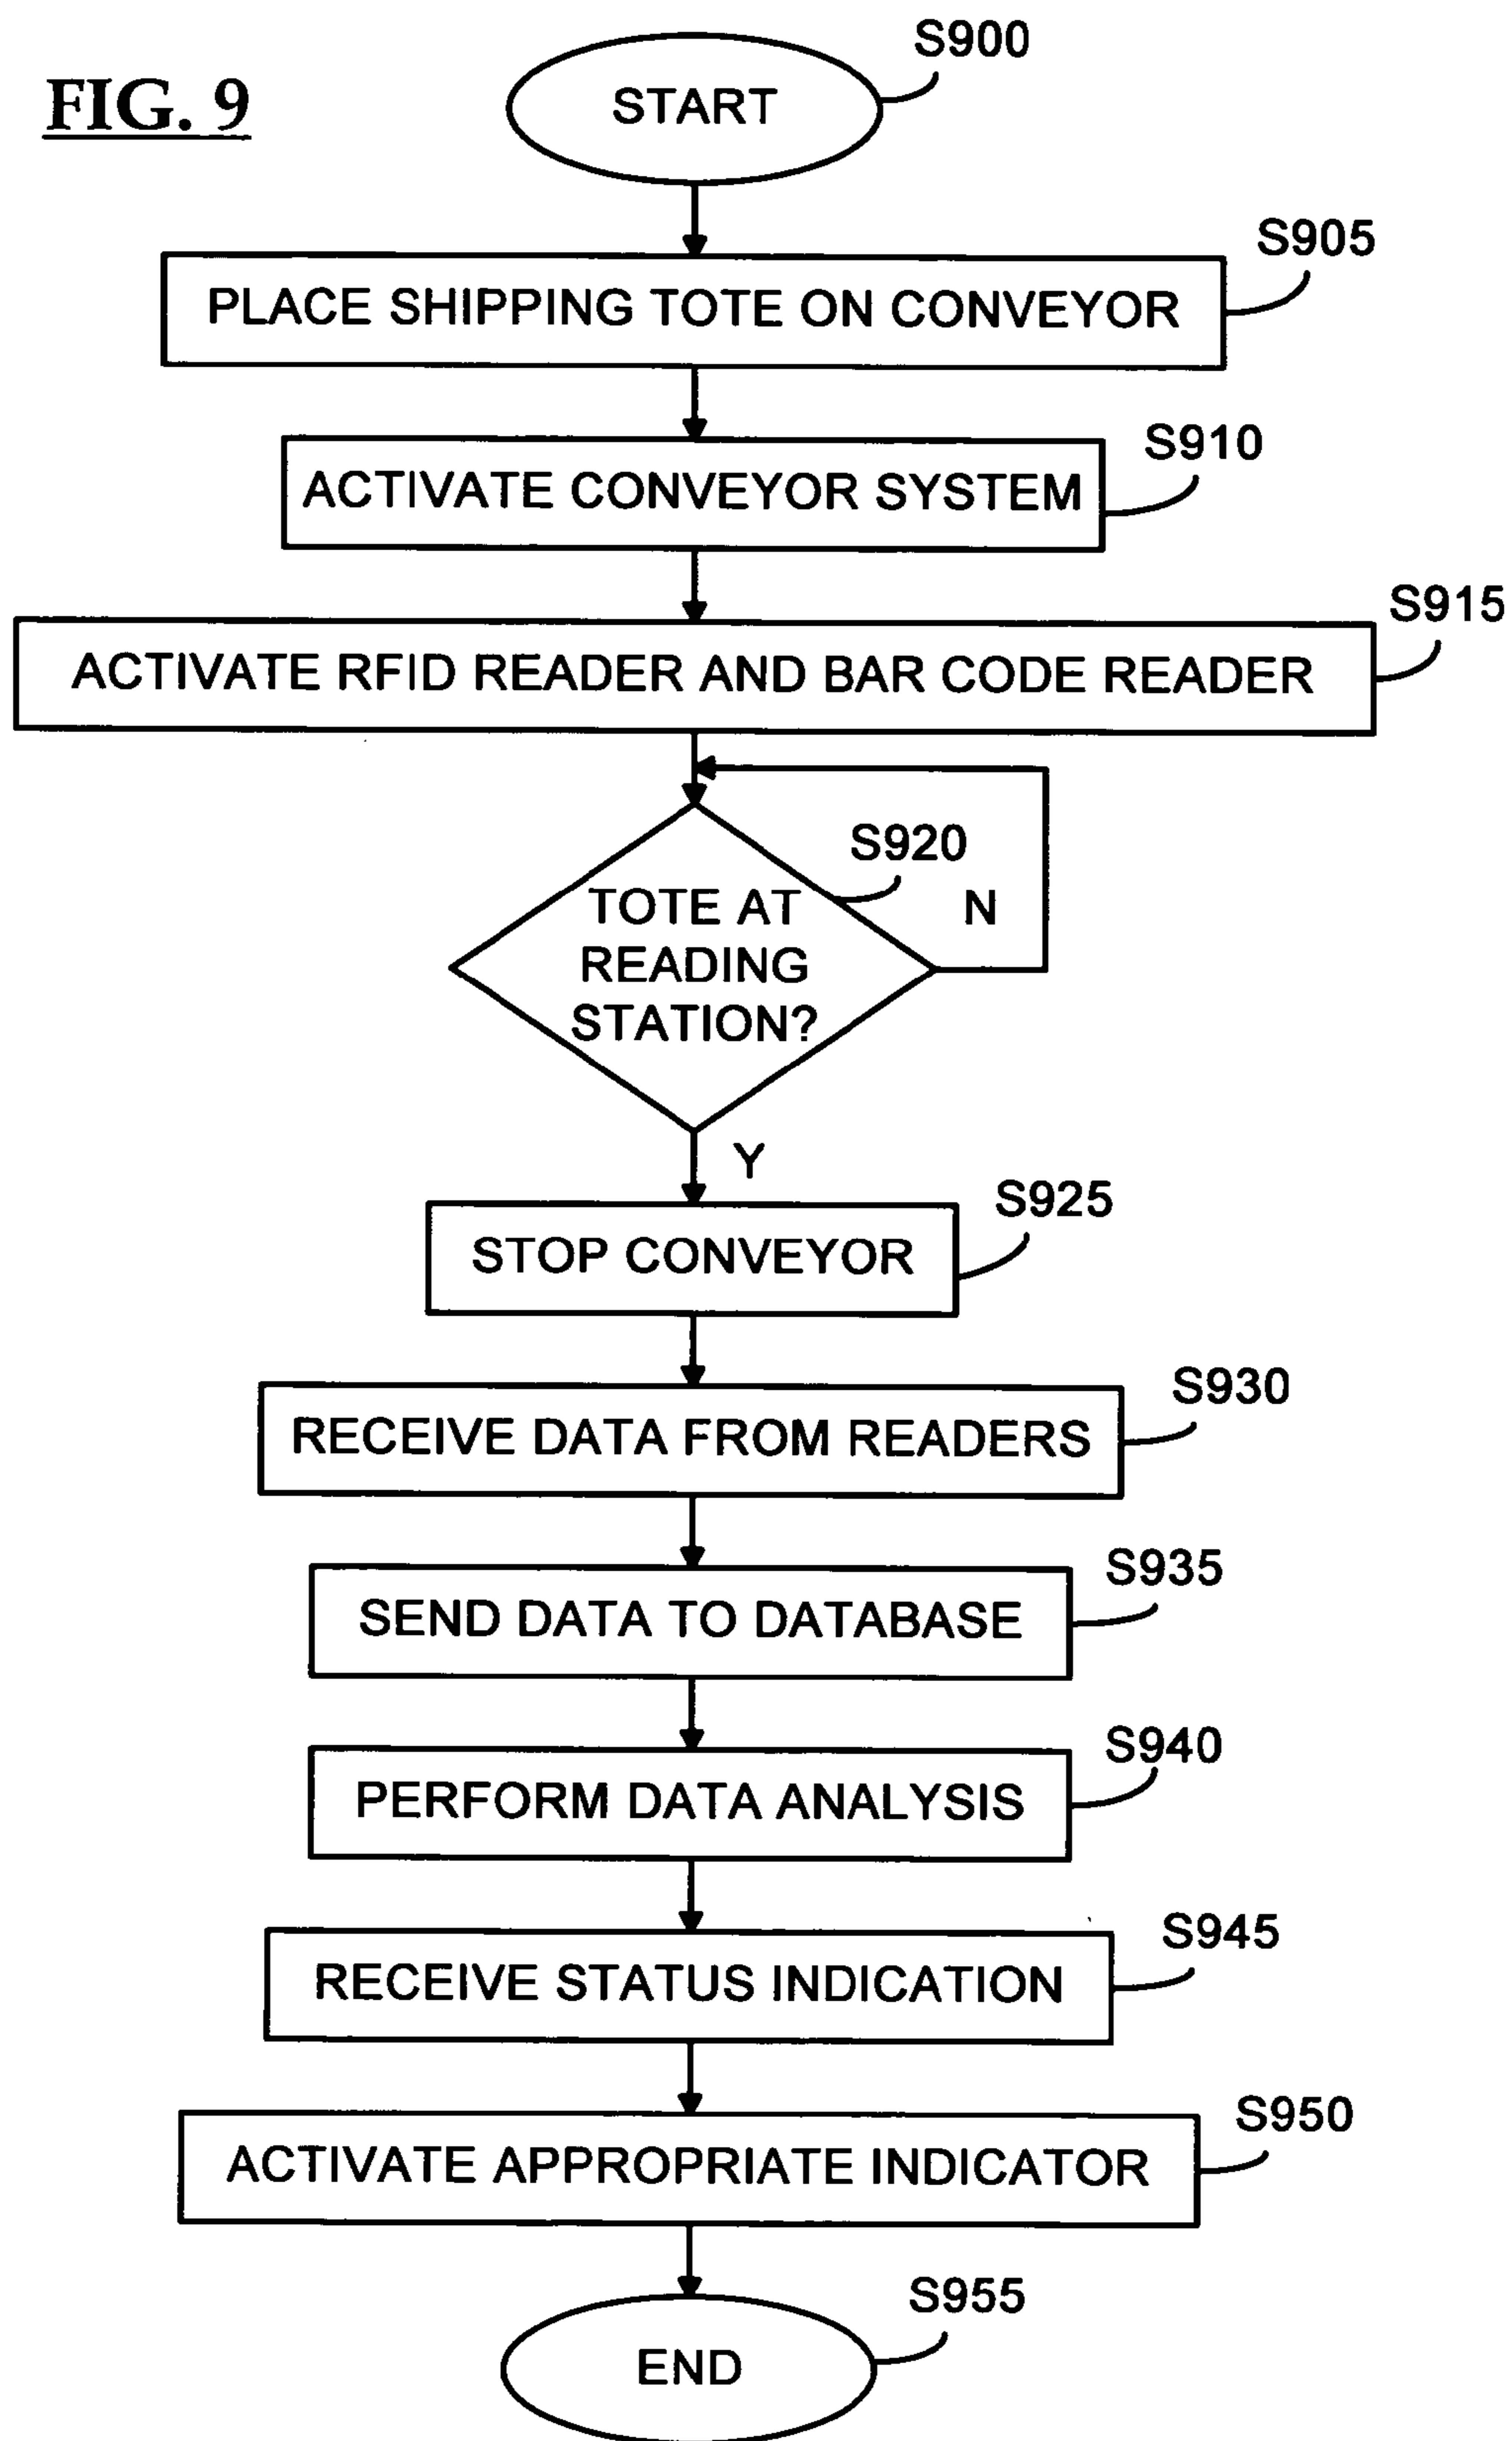 FIG. 9
S900
START
S905
PLACE SHIPPING TOTE ON CONVEYOR
S910
ACTIVATE CONVEYOR SYSTEM
S915
ACTIVATE RFID READER AND BAR CODE READER
S920
TOTE AT
N
READING
STATION?
Y
S925
STOP CONVEYOR
S930
RECEIVE DATA FROM READERS
S935
SEND DATA TO DATABASE
S940
PERFORM DATA ANALYSIS
S945
RECEIVE STATUS INDICATION
S950
ACTIVATE APPROPRIATE INDICATOR
S955
END